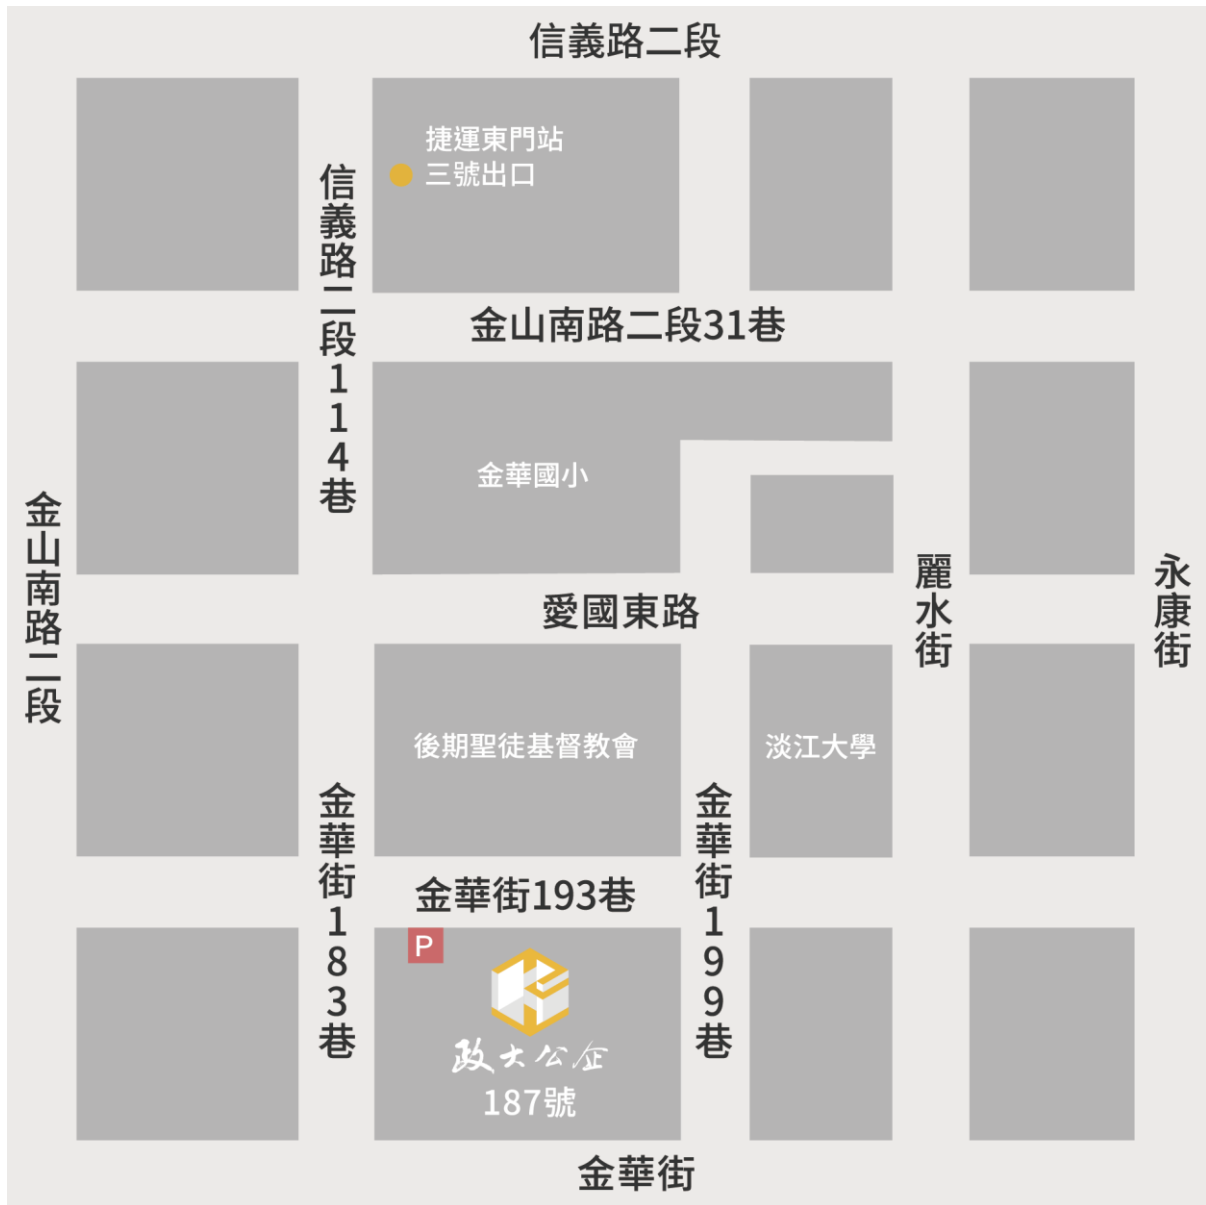 信義路二段
捷運東門站
三號出口
信義路二段114巷
金山南路二段31巷
金華國小
金山南路二段
愛國東路
麗水街
永康街
後期聖徒基督教會
淡江大學
金華街183巷
金華街193巷
金華街199巷
P
政大公企
187號
金華街